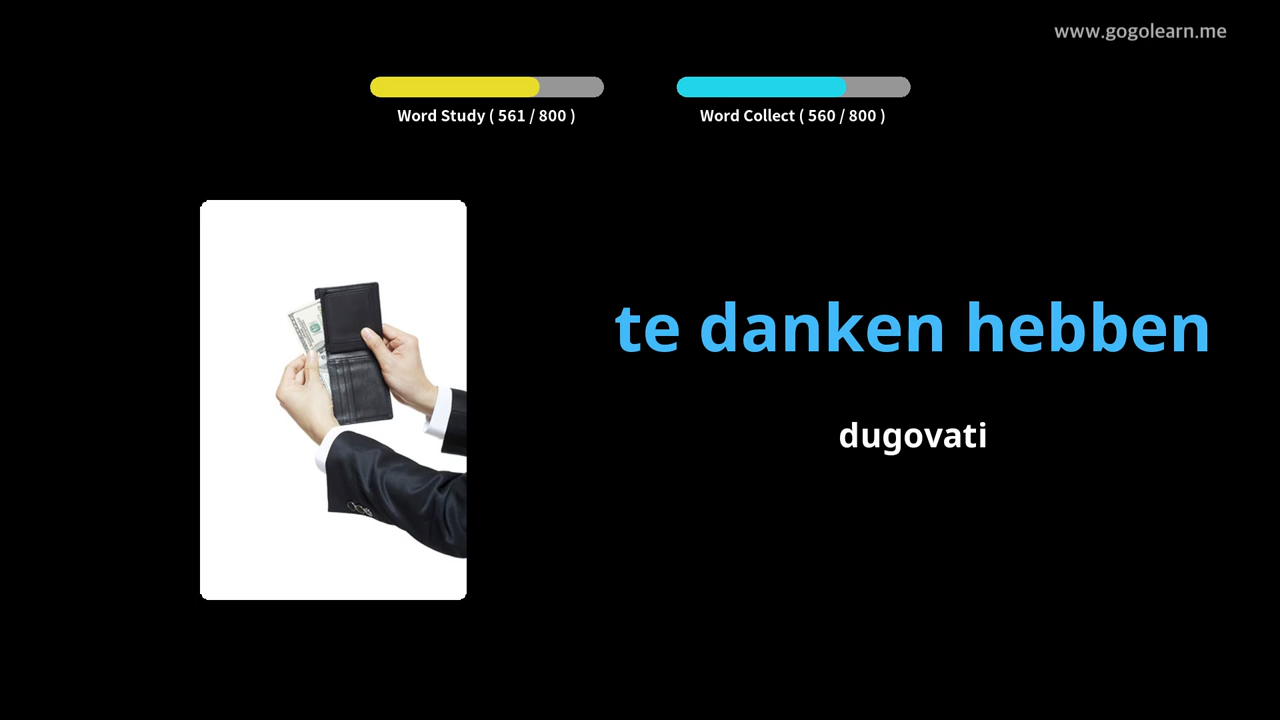 www.gogolearn.me
Word Study ( 561 / 800 )
Word Collect ( 560 / 800 )
te danken hebben
dugovati